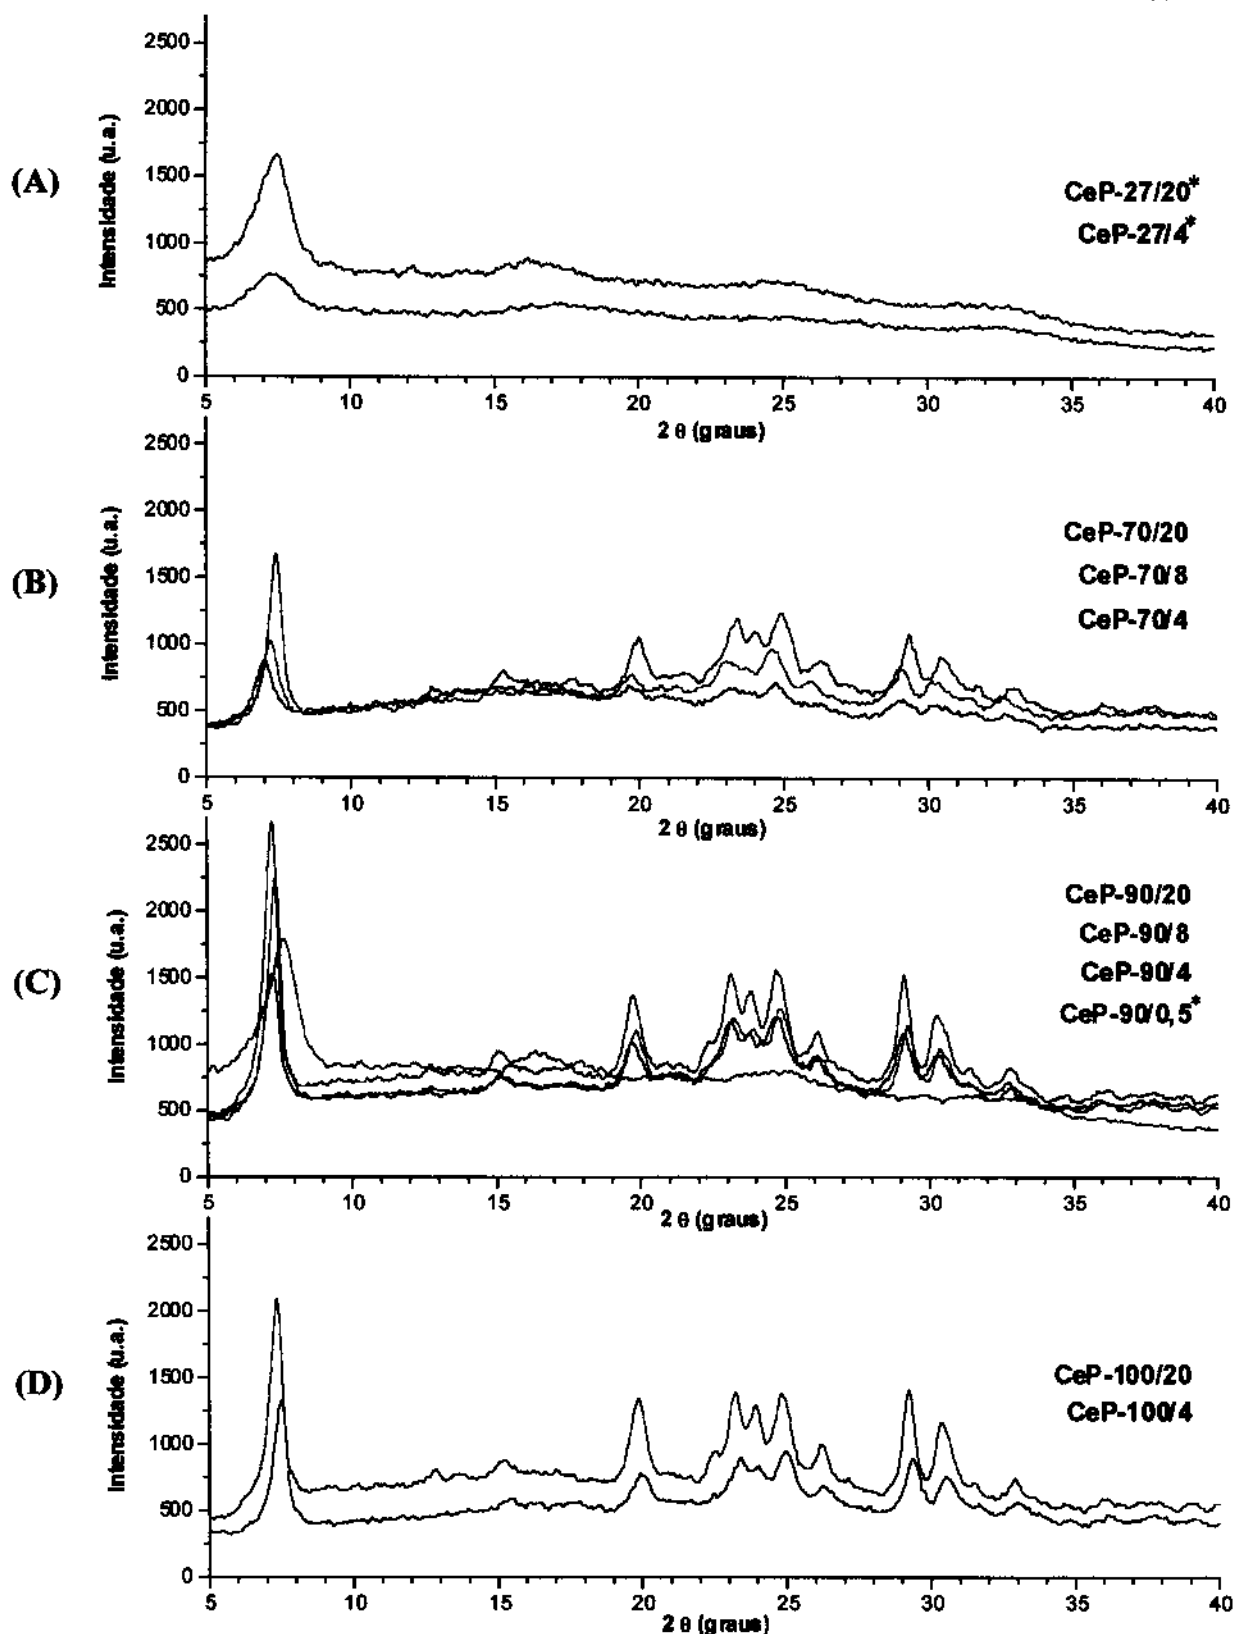 (A)
Intensidade (u.a.)
2500
2000
1500
1000
500
0
5 10 15 20 25 30 35 40
2 θ (graus)
CeP-27/20*
CeP-27/4*
(B)
Intensidade (u.a.)
2500
2000
1500
1000
500
0
5 10 15 20 25 30 35 40
2 θ (graus)
CeP-70/20
CeP-70/8
CeP-70/4
(C)
Intensidade (u.a.)
2500
2000
1500
1000
500
0
5 10 15 20 25 30 35 40
2 θ (graus)
CeP-90/20
CeP-90/8
CeP-90/4
CeP-90/0,5*
(D)
Intensidade (u.a.)
2500
2000
1500
1000
500
0
5 10 15 20 25 30 35 40
2 θ (graus)
CeP-100/20
CeP-100/4